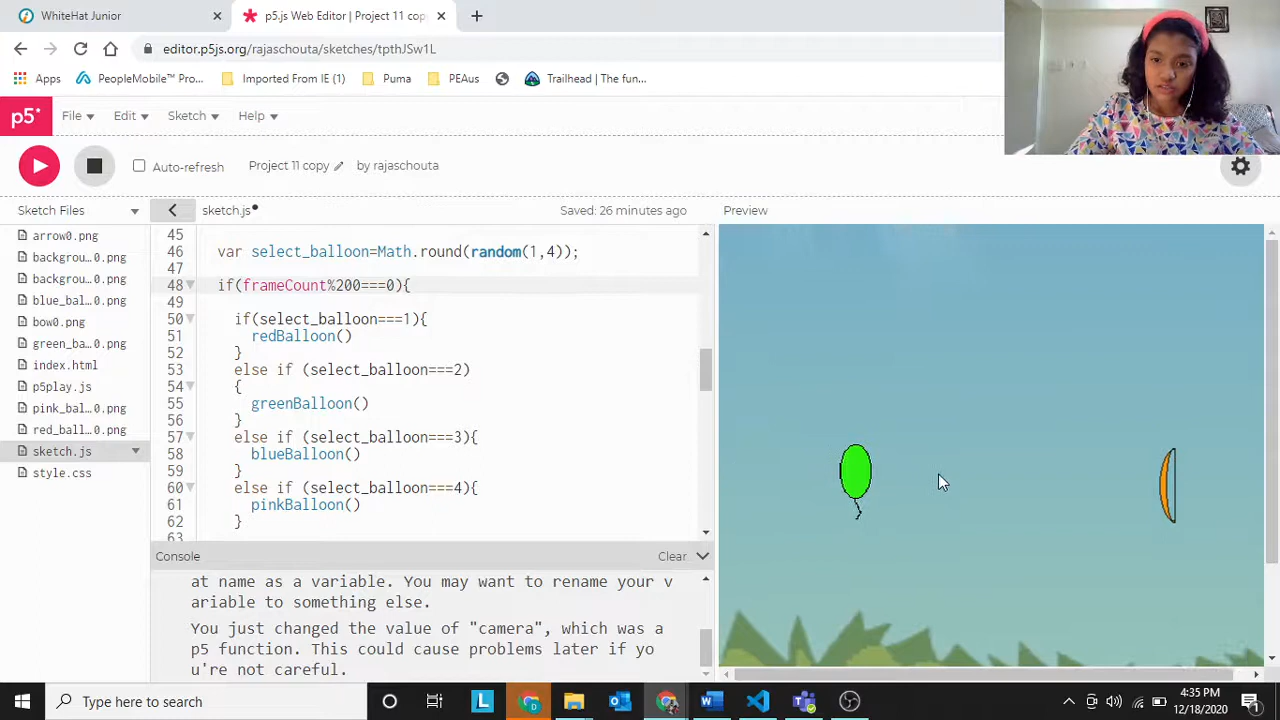 WhiteHat Junior
p5.js Web Editor | Project 11 cop
editor.p5js.org/rajaschouta/sketches/tpthJSw1L
Apps PeopleMobile™ Pro... Imported From IE (1) Puma PEAus Trailhead | The fun...
p5* File Edit Sketch Help
Auto-refresh Project 11 copy by rajaschouta
Sketch Files sketch.js Saved: 26 minutes ago Preview
arrow0.png
backgrou...0.png
backgrou...0.png
blue_bal...0.png
bow0.png
green_ba...0.png
index.html
p5play.js
pink_bal...0.png
red_ball...0.png
sketch.js
style.css
45
46 var select_balloon=Math.round(random(1,4));
47
48 if(frameCount%200===0){
49
50 if(select_balloon===1){
51 redBalloon()
52 }
53 else if (select_balloon===2)
54 {
55 greenBalloon()
56 }
57 else if (select_balloon===3){
58 blueBalloon()
59 }
60 else if (select_balloon===4){
61 pinkBalloon()
62 }
63
Console Clear
at name as a variable. You may want to rename your v
ariable to something else.
You just changed the value of "camera", which was a
p5 function. This could cause problems later if yo
u're not careful.
Type here to search
4:35 PM
12/18/2020